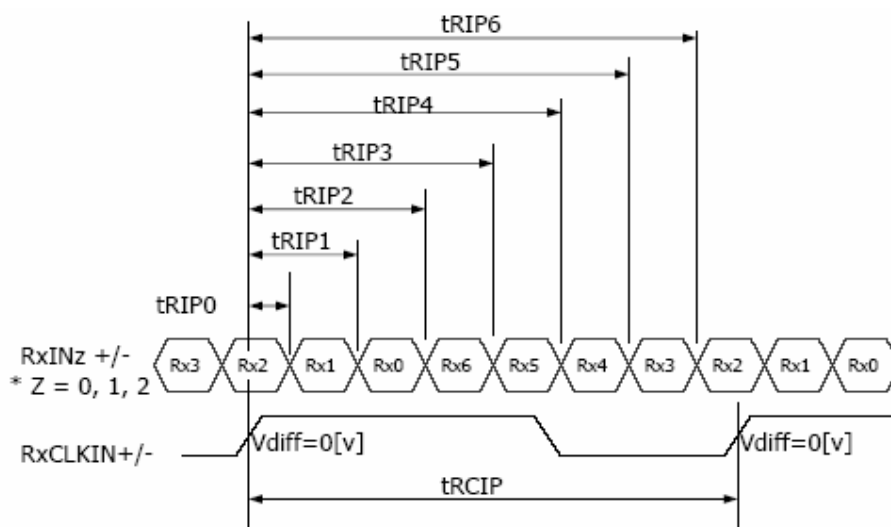 tRIP6
tRIP5
tRIP4
tRIP3
tRIP2
tRIP1
tRIP0
RxINz +/-
* Z = 0, 1, 2
Rx3 Rx2 Rx1 Rx0 Rx6 Rx5 Rx4 Rx3 Rx2 Rx1 Rx0
RxCLKIN+/-
Vdiff=0[v] Vdiff=0[v]
tRCIP